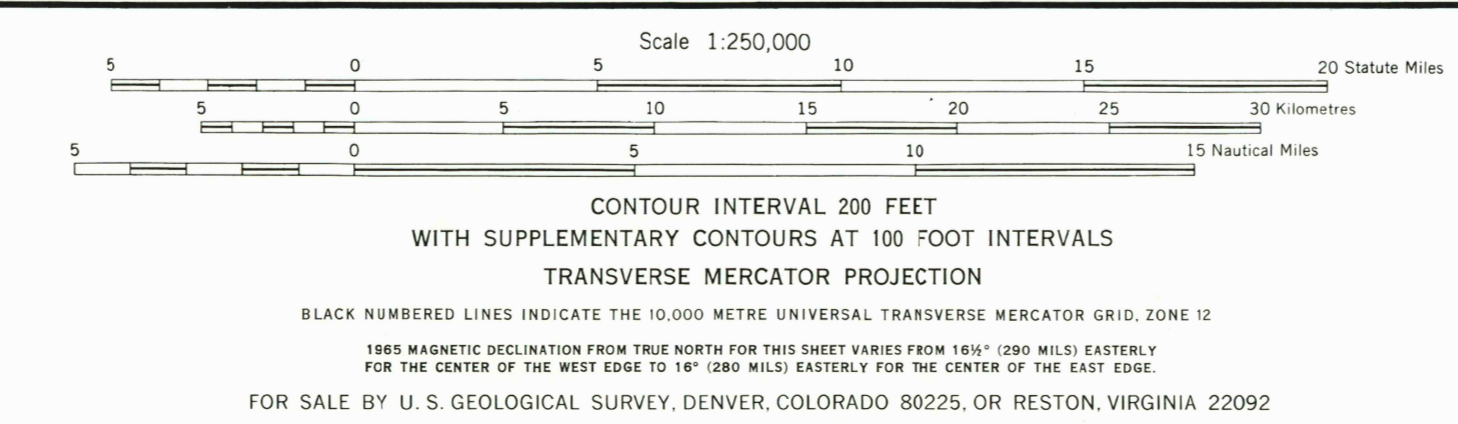 Scale 1:250,000
5 0 5 10 15 20 Statute Miles
5 0 5 10 15 20 25 30 Kilometres
5 0 5 10 15 Nautical Miles
CONTOUR INTERVAL 200 FEET
WITH SUPPLEMENTARY CONTOURS AT 100 FOOT INTERVALS
TRANSVERSE MERCATOR PROJECTION
BLACK NUMBERED LINES INDICATE THE 10,000 METRE UNIVERSAL TRANSVERSE MERCATOR GRID, ZONE 12
1965 MAGNETIC DECLINATION FROM TRUE NORTH FOR THIS SHEET VARIES FROM 16½° (290 MILS) EASTERLY
FOR THE CENTER OF THE WEST EDGE TO 16° (280 MILS) EASTERLY FOR THE CENTER OF THE EAST EDGE.
FOR SALE BY U. S. GEOLOGICAL SURVEY, DENVER, COLORADO 80225, OR RESTON, VIRGINIA 22092